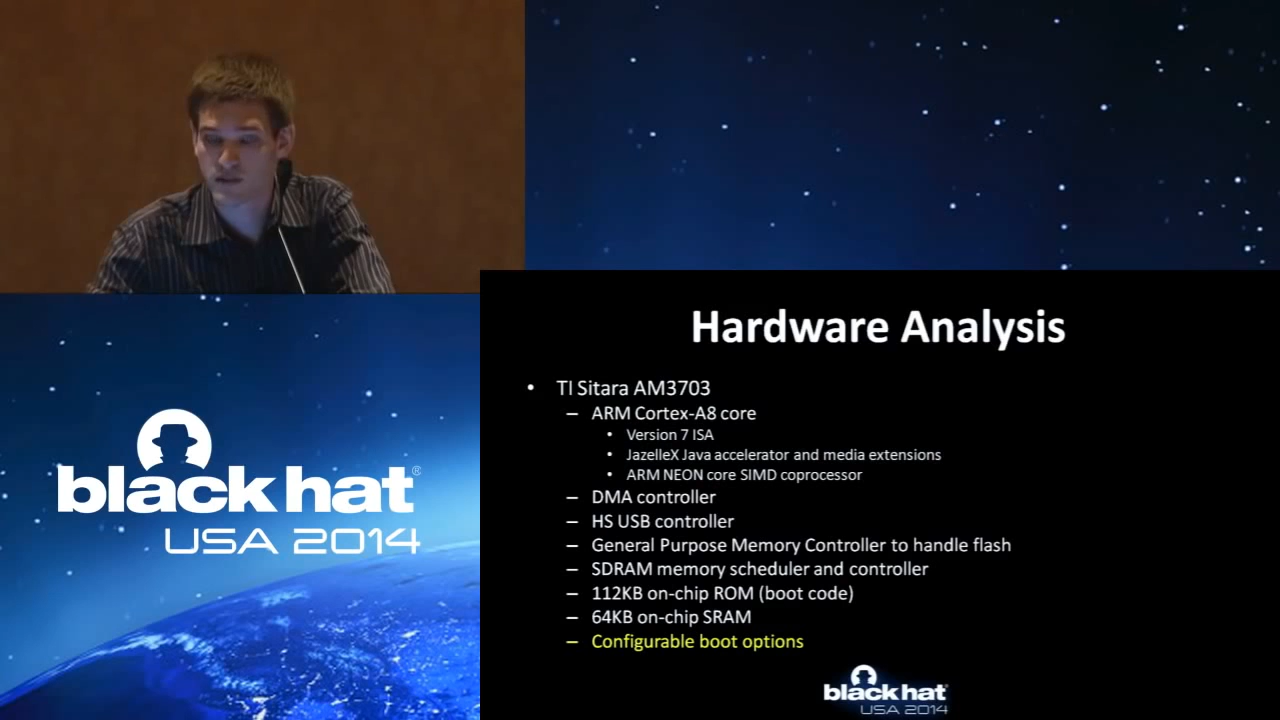 Hardware Analysis
• TI Sitara AM3703
– ARM Cortex-A8 core
• Version 7 ISA
• JazelleX Java accelerator and media extensions
• ARM NEON core SIMD coprocessor
– DMA controller
– HS USB controller
– General Purpose Memory Controller to handle flash
– SDRAM memory scheduler and controller
– 112KB on-chip ROM (boot code)
– 64KB on-chip SRAM
– Configurable boot options
black hat®
USA 2014
black hat®
USA 2014